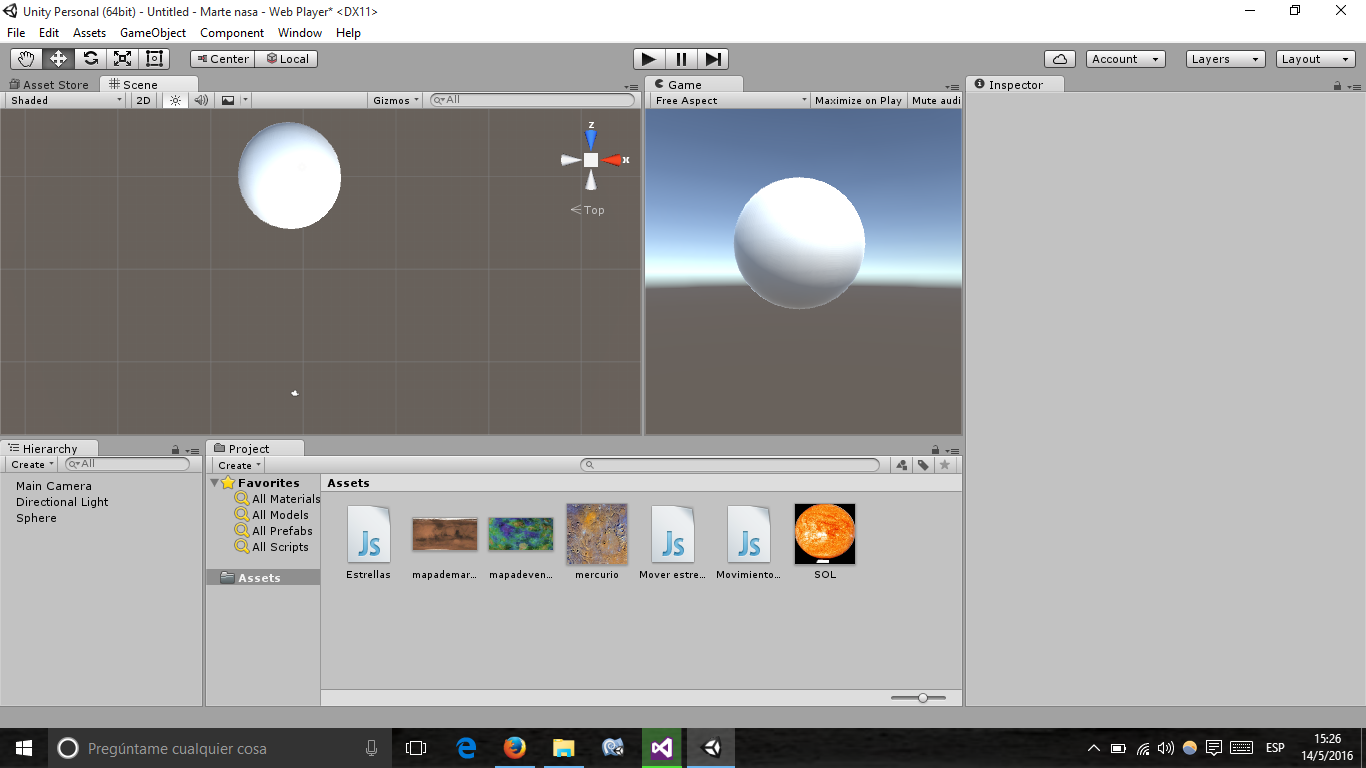 Unity Personal (64bit) - Untitled - Marte nasa - Web Player* <DX11>
File Edit Assets GameObject Component Window Help
Center Local Account Layers Layout
Asset Store Scene Game Inspector
Shaded 2D Gizmos All Free Aspect Maximize on Play Mute audi
z
x
Top
Hierarchy Project
Create All Create
Main Camera
Directional Light
Sphere
Favorites
All Materials
All Models
All Prefabs
All Scripts
Assets
Assets
Js Js Js
Estrellas mapademar... mapadeven... mercurio Mover estre... Movimiento... SOL
Pregúntame cualquier cosa
ESP
15:26
14/5/2016